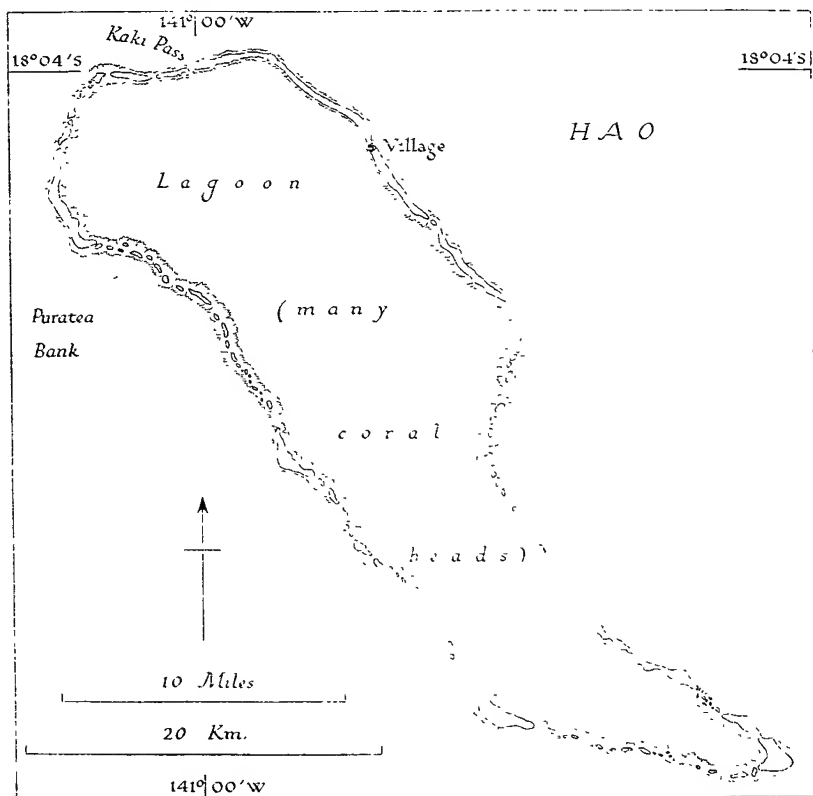 141° 00′ W
Kaki Pass
18°04′S
18°04′S
HAO
Village
Lagoon
(many
Puratea
Bank
coral
heads)
10 Miles
20 Km.
141° 00′ W